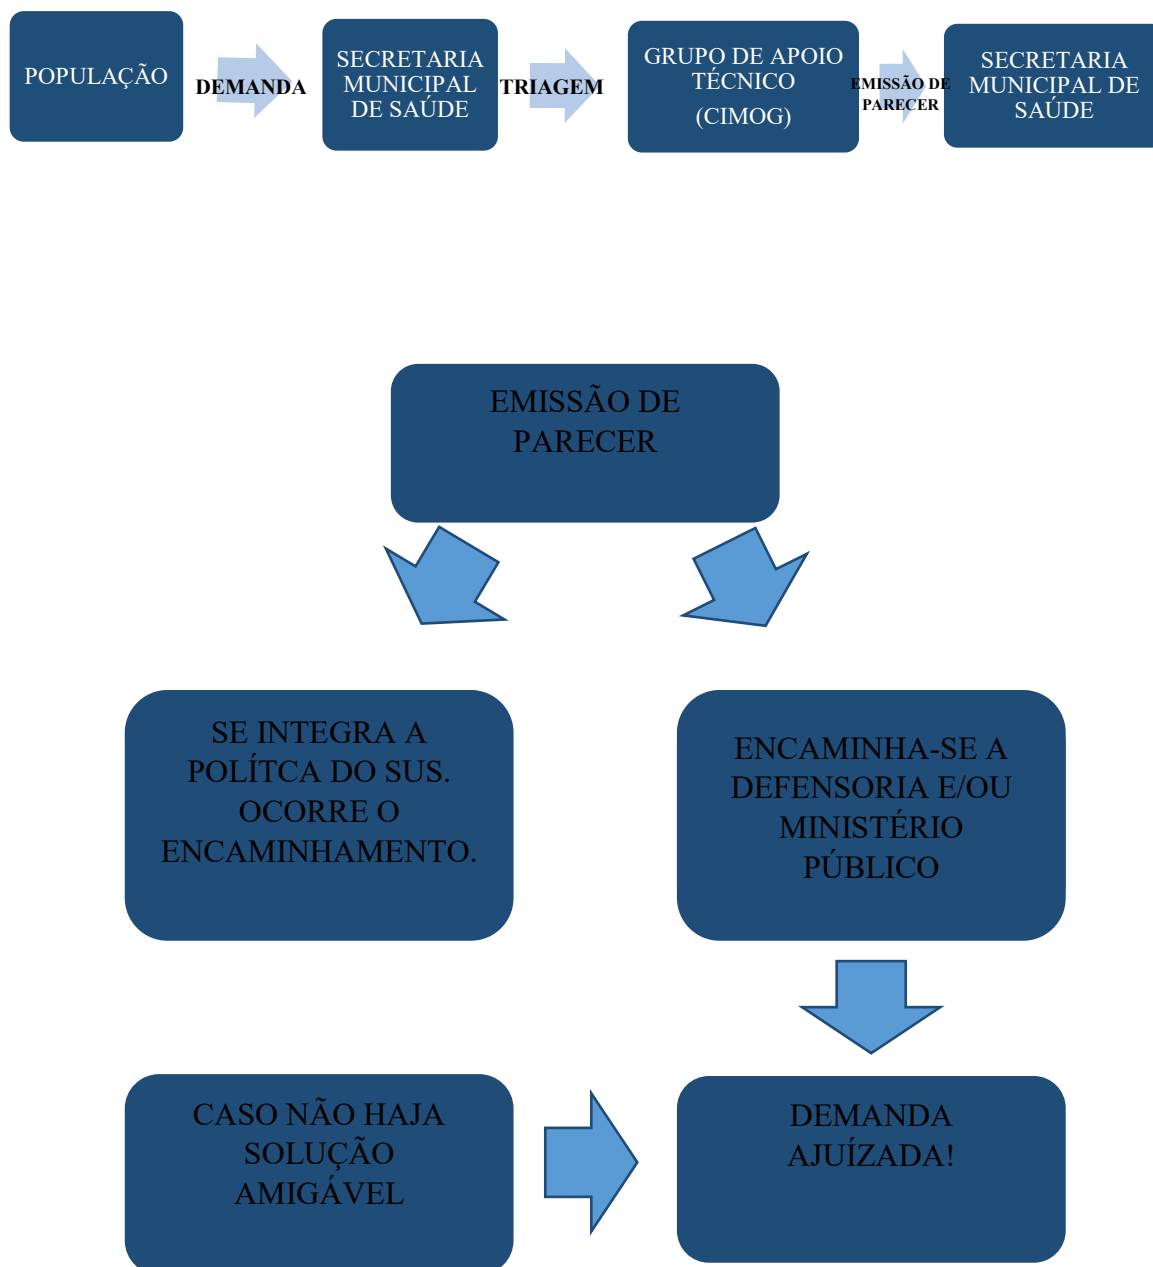 POPULAÇÃO
DEMANDA
SECRETARIA
MUNICIPAL
DE SAÚDE
TRIAGEM
GRUPO DE APOIO
TÉCNICO
(CIMOG)
EMISSÃO DE
PARECER
SECRETARIA
MUNICIPAL DE
SAÚDE
EMISSÃO DE
PARECER
SE INTEGRA A
POLÍTCA DO SUS.
OCORRE O
ENCAMINHAMENTO.
ENCAMINHA-SE A
DEFENSORIA E/OU
MINISTÉRIO
PÚBLICO
CASO NÃO HAJA
SOLUÇÃO
AMIGÁVEL
DEMANDA
AJUÍZADA!